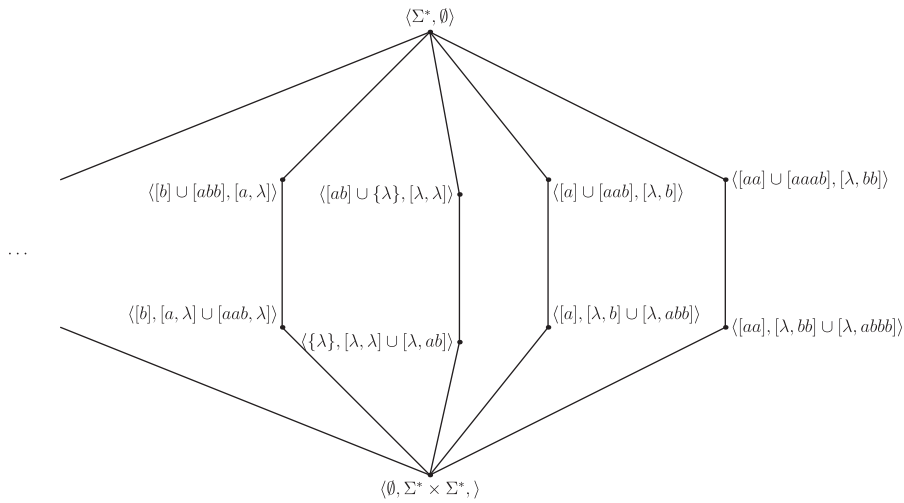 ⟨Σ*, ∅⟩
⟨[b] ∪ [abb], [a, λ]⟩
⟨[ab] ∪ {λ}, [λ, λ]⟩
⟨[a] ∪ [aab], [λ, b]⟩
⟨[aa] ∪ [aaab], [λ, bb]⟩
...
⟨[b], [a, λ] ∪ [aab, λ]⟩
⟨{λ}, [λ, λ] ∪ [λ, ab]⟩
⟨[a], [λ, b] ∪ [λ, abb]⟩
⟨[aa], [λ, bb] ∪ [λ, abbb]⟩
⟨∅, Σ* × Σ*, ⟩